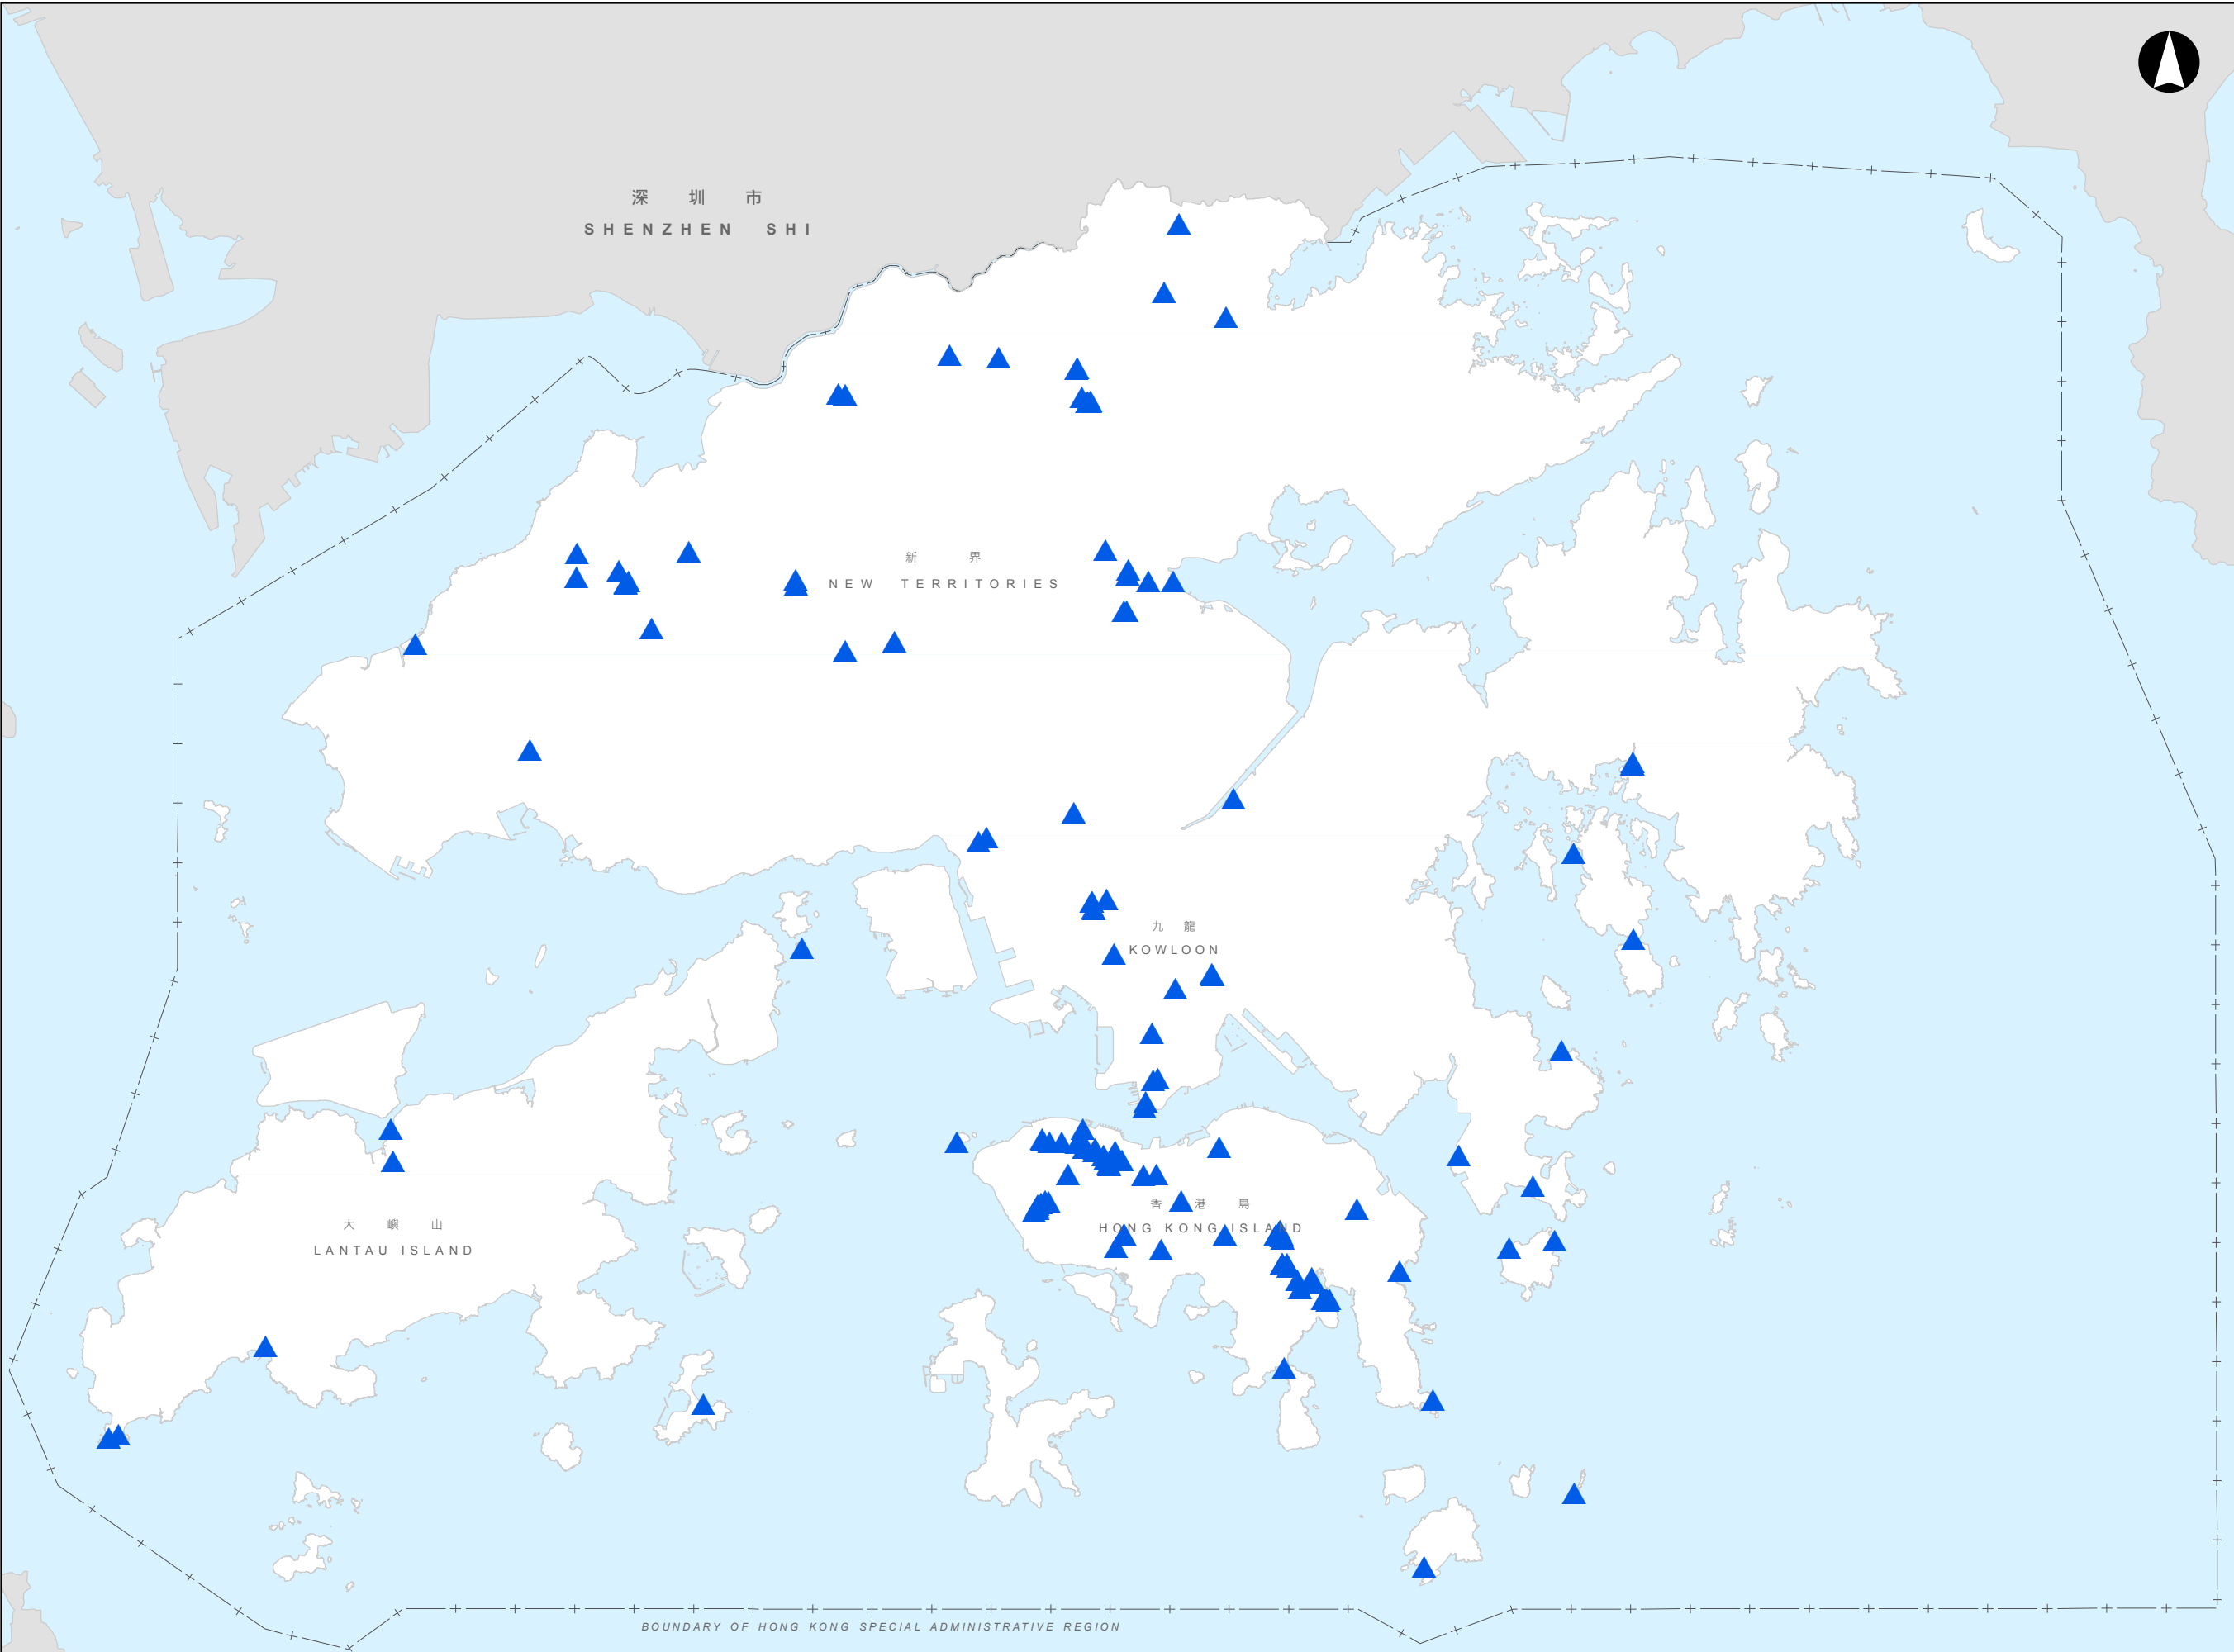 深 圳 市
SHENZHEN SHI
新 界
NEW TERRITORIES
九 龍
KOWLOON
香 港 島
HONG KONG ISLAND
大 嶼 山
LANTAU ISLAND
BOUNDARY OF HONG KONG SPECIAL ADMINISTRATIVE REGION